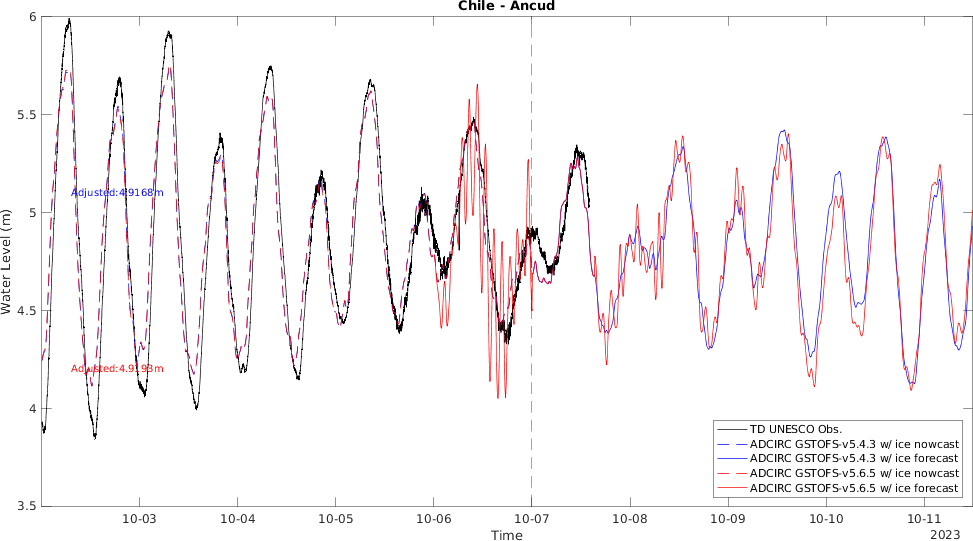 Chile - Ancud
6
5.5
5
4.5
4
3.5
Water Level (m)
Adjusted:4.9168m
Adjusted:4.9193m
TD UNESCO Obs.
ADCIRC GSTOFS-v5.4.3 w/ ice nowcast
ADCIRC GSTOFS-v5.4.3 w/ ice forecast
ADCIRC GSTOFS-v5.6.5 w/ ice nowcast
ADCIRC GSTOFS-v5.6.5 w/ ice forecast
10-03 10-04 10-05 10-06 10-07 10-08 10-09 10-10 10-11
Time
2023